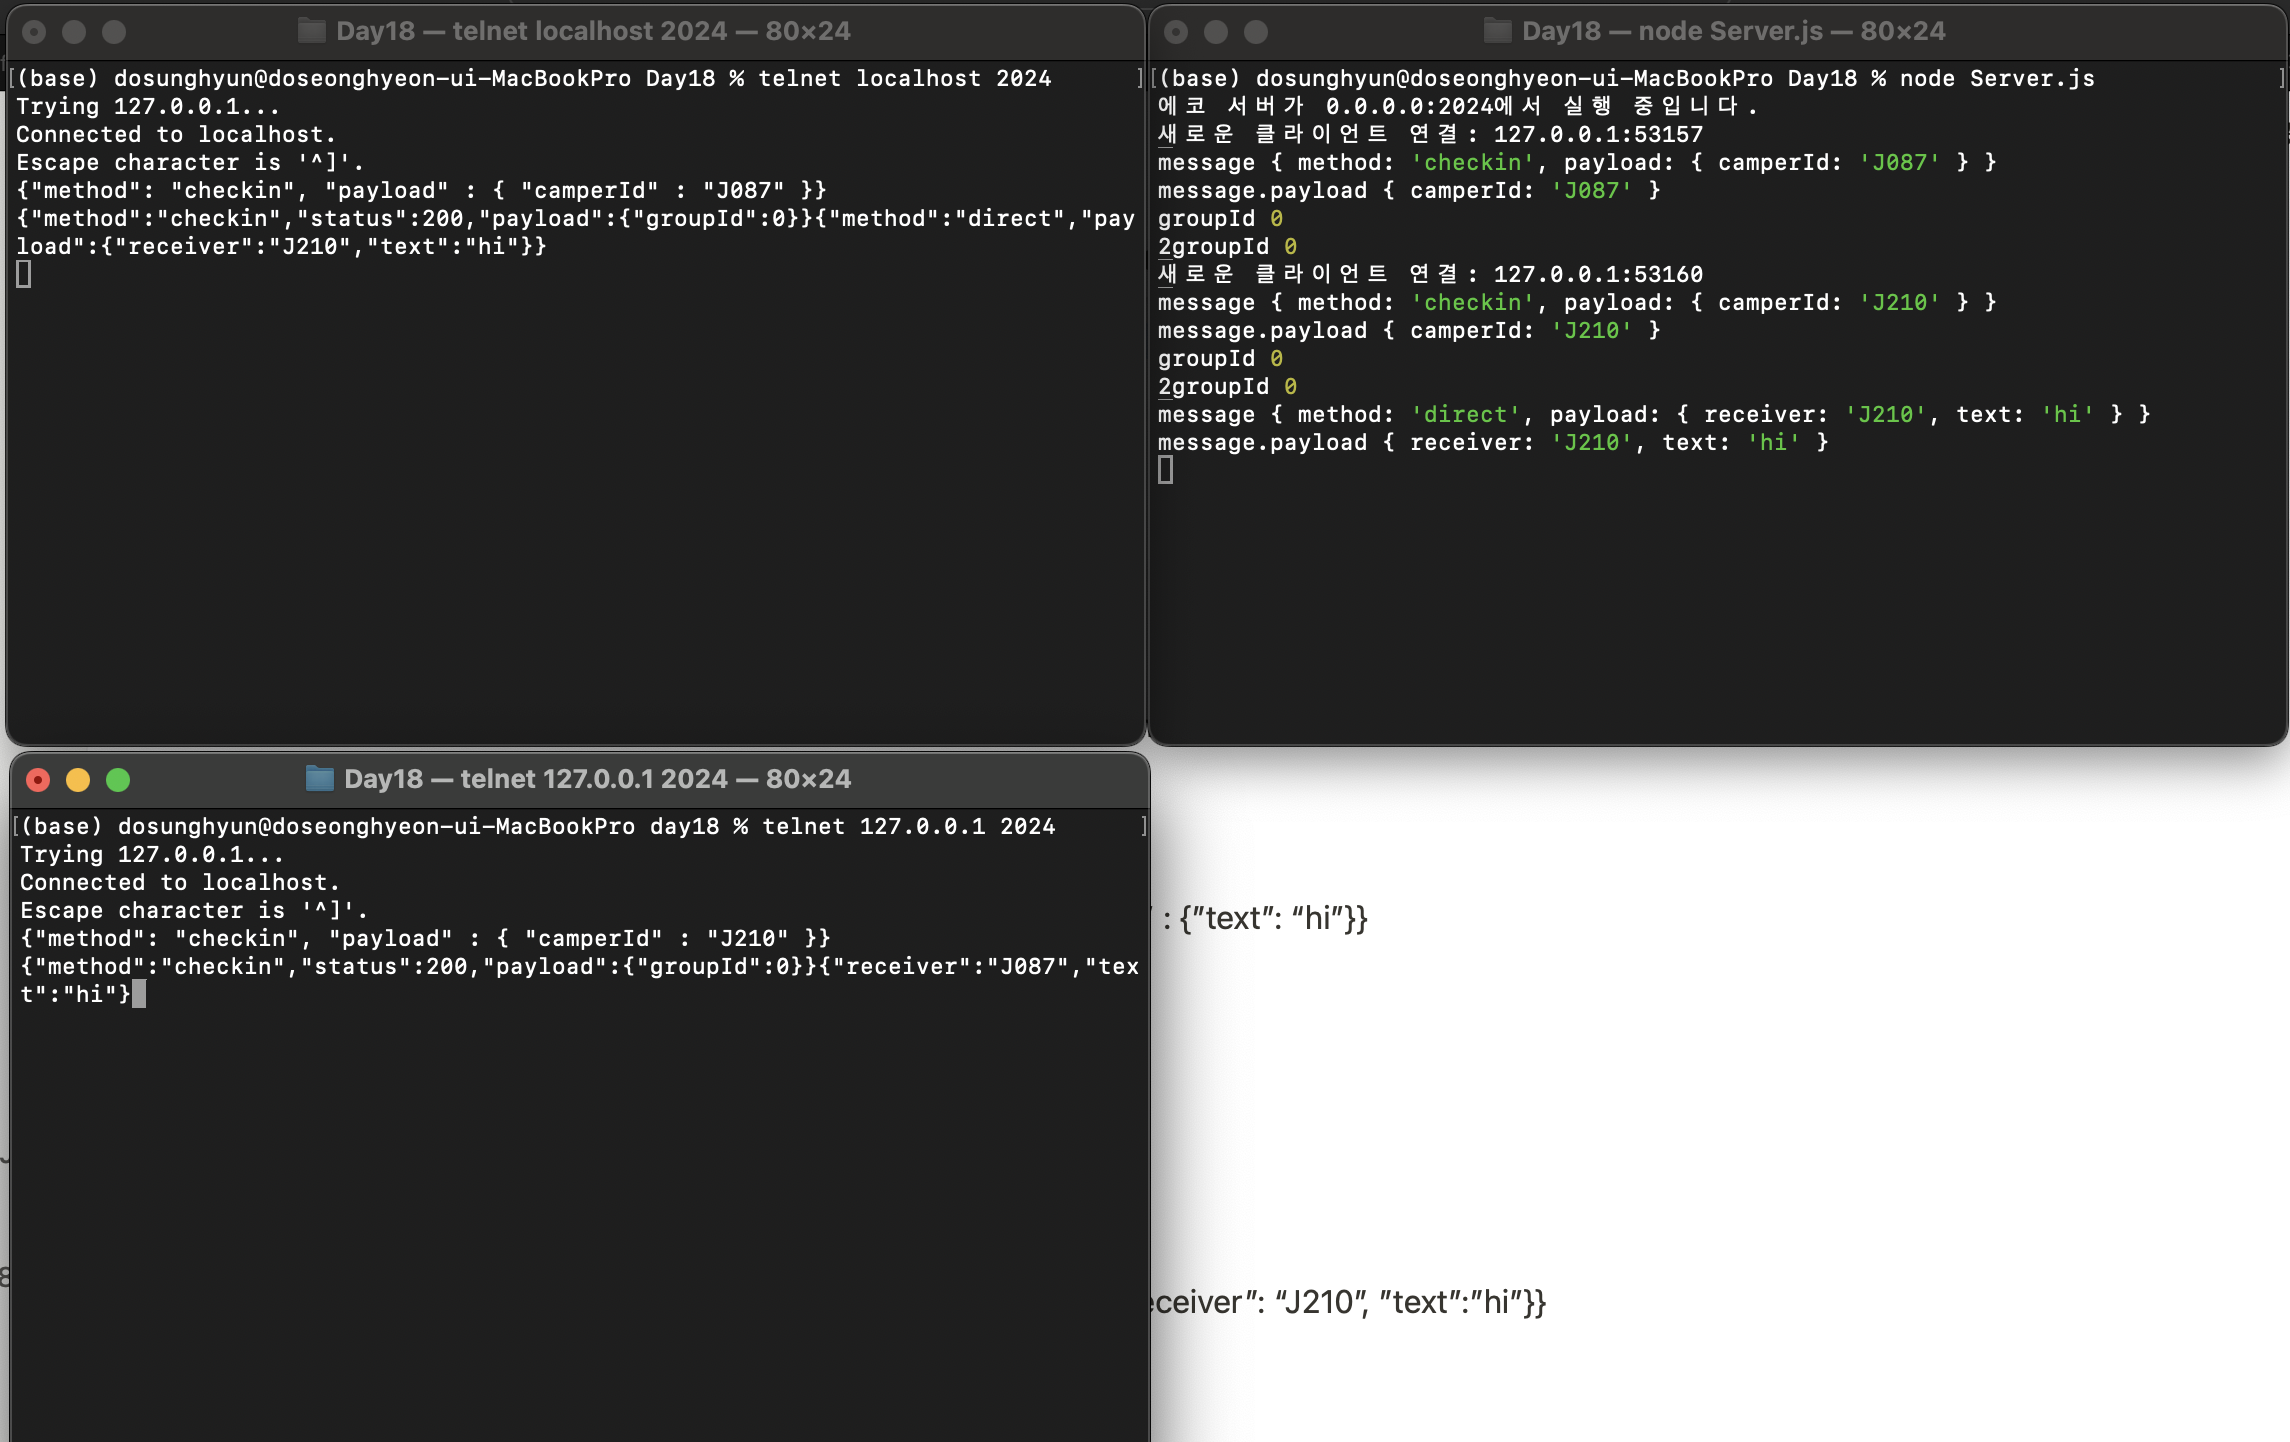 Day18 — telnet localhost 2024 — 80×24
(base) dosunghyun@doseonghyeon-ui-MacBookPro Day18 % telnet localhost 2024
Trying 127.0.0.1...
Connected to localhost.
Escape character is '^]'.
{"method": "checkin", "payload" : { "camperId" : "J087" }}
{"method":"checkin","status":200,"payload":{"groupId":0}}{"method":"direct","pay
load":{"receiver":"J210","text":"hi"}}
Day18 — node Server.js — 80×24
(base) dosunghyun@doseonghyeon-ui-MacBookPro Day18 % node Server.js
에코 서버가 0.0.0.0:2024에서 실행 중입니다.
새로운 클라이언트 연결: 127.0.0.1:53157
message { method: 'checkin', payload: { camperId: 'J087' } }
message.payload { camperId: 'J087' }
groupId 0
2groupId 0
새로운 클라이언트 연결: 127.0.0.1:53160
message { method: 'checkin', payload: { camperId: 'J210' } }
message.payload { camperId: 'J210' }
groupId 0
2groupId 0
message { method: 'direct', payload: { receiver: 'J210', text: 'hi' } }
message.payload { receiver: 'J210', text: 'hi' }
Day18 — telnet 127.0.0.1 2024 — 80×24
(base) dosunghyun@doseonghyeon-ui-MacBookPro day18 % telnet 127.0.0.1 2024
Trying 127.0.0.1...
Connected to localhost.
Escape character is '^]'.
{"method": "checkin", "payload" : { "camperId" : "J210" }}
{"method":"checkin","status":200,"payload":{"groupId":0}}{"receiver":"J087","tex
t":"hi"}
: {”text”: “hi”}}
eceiver”: “J210”, ”text”:”hi”}}